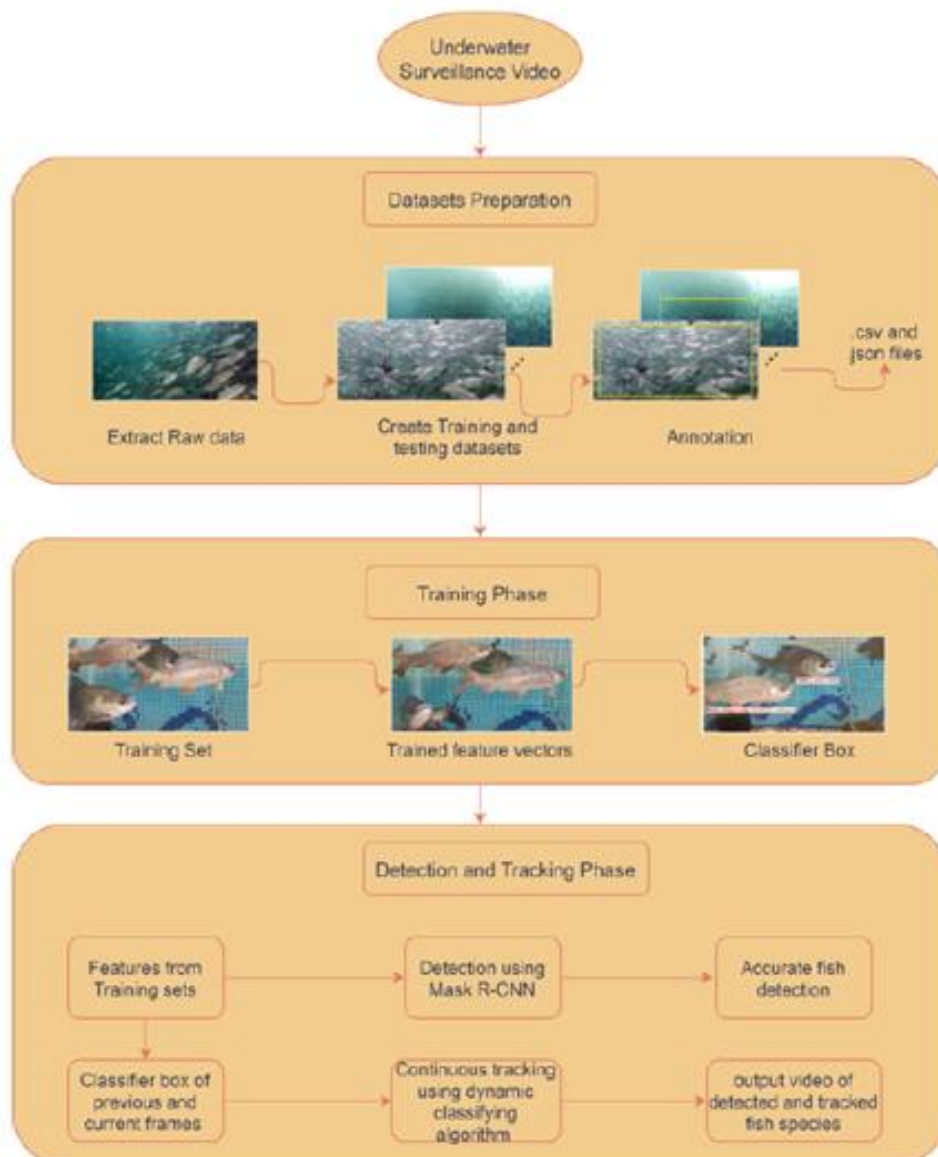 Underwater
Surveillance Video
Datasets Preparation
.csv and
json files
Extract Raw data
Create Training and
testing datasets
Annotation
Training Phase
Training Set
Trained feature vectors
Classifier Box
Detection and Tracking Phase
Features from
Training sets
Detection using
Mask R-CNN
Accurate fish
detection
Classifier box of
previous and
current frames
Continuous tracking
using dynamic
classifying
algorithm
output video of
detected and tracked
fish species